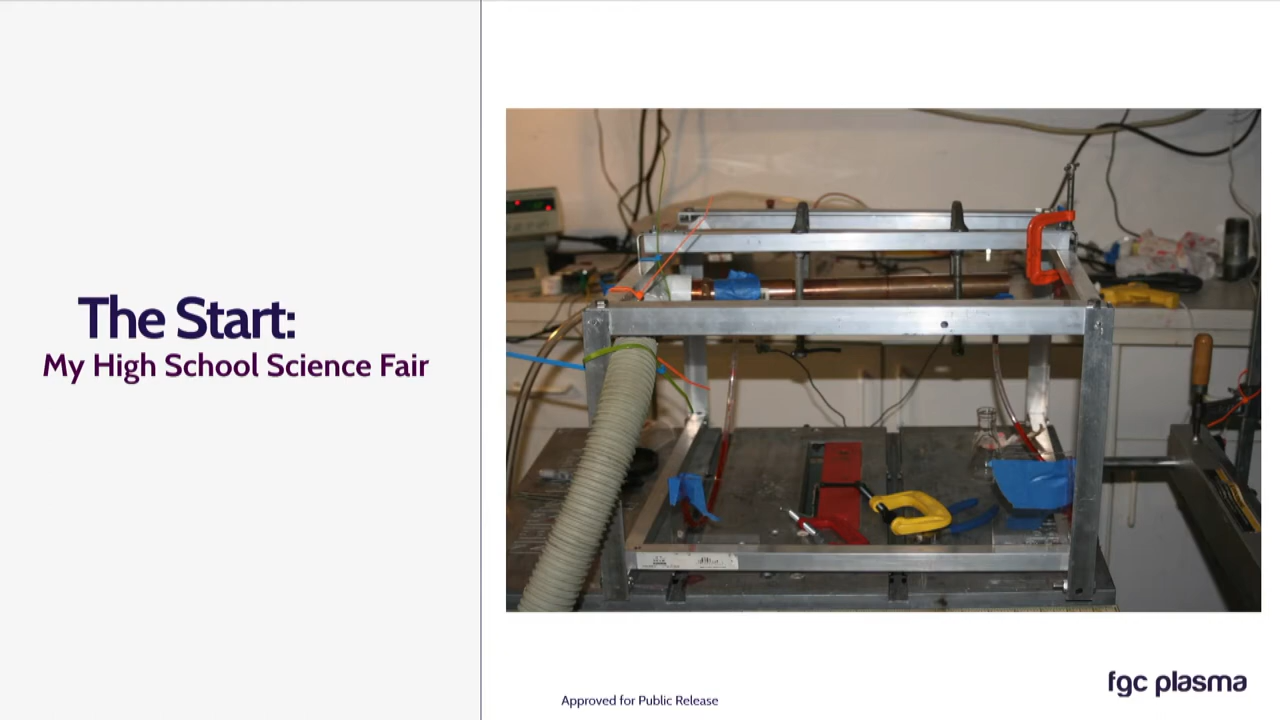 The Start:
My High School Science Fair
fgc plasma
Approved for Public Release